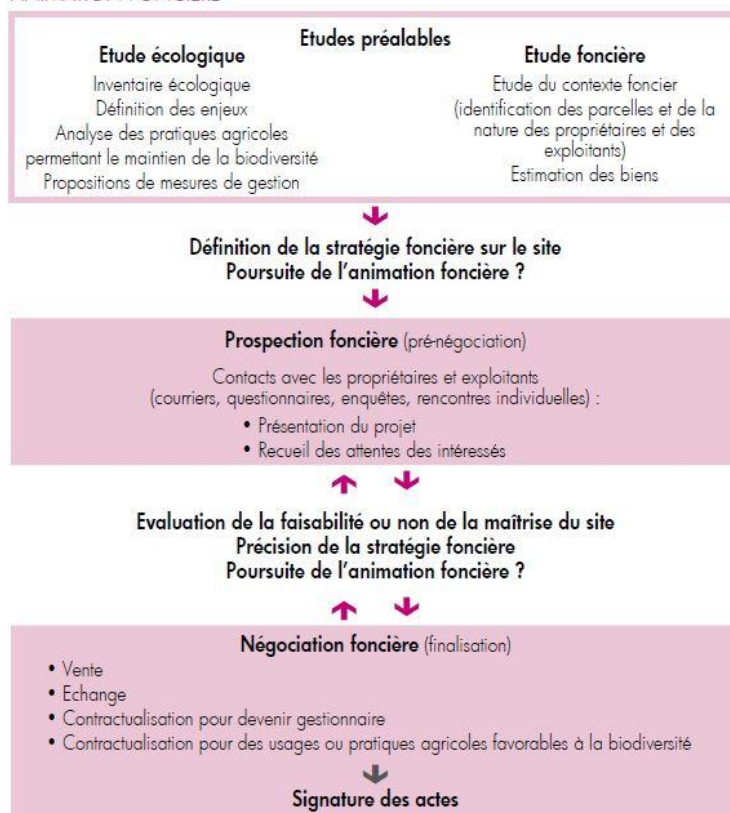 Etudes préalables
Etude écologique
Inventaire écologique
Définition des enjeux
Analyse des pratiques agricoles
permettant le maintien de la biodiversité
Propositions de mesures de gestion
Etude foncière
Etude du contexte foncier
(identification des parcelles et de la
nature des propriétaires et des
exploitants)
Estimation des biens
Définition de la stratégie foncière sur le site
Poursuite de l'animation foncière ?
Prospection foncière (pré-négociation)
Contacts avec les propriétaires et exploitants
(courriers, questionnaires, enquêtes, rencontres individuelles) :
• Présentation du projet
• Recueil des attentes des intéressés
Evaluation de la faisabilité ou non de la maîtrise du site
Précision de la stratégie foncière
Poursuite de l'animation foncière ?
Négociation foncière (finalisation)
• Vente
• Echange
• Contractualisation pour devenir gestionnaire
• Contractualisation pour des usages ou pratiques agricoles favorables à la biodiversité
Signature des actes